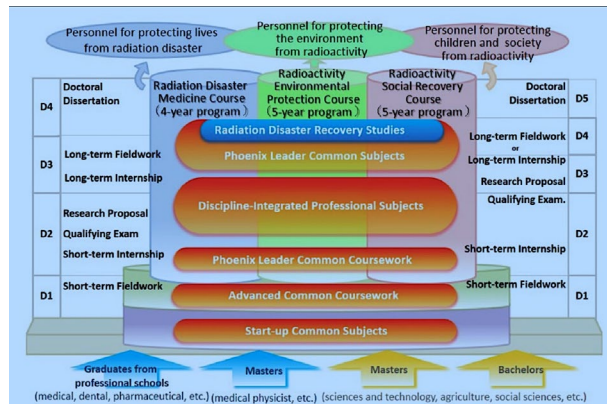 Personnel for protecting lives
from radiation disaster
Personnel for protecting
the environment
from radioactivity
Personnel for protecting
children and society
from radioactivity
Radiation Disaster
Medicine Course
(4-year program)
Radioactivity
Environmental
Protection Course
(5-year program)
Radioactivity
Social Recovery
Course
(5-year program)
D4
Doctoral
Dissertation
D3
Long-term Fieldwork
Long-term Internship
D2
Research Proposal
Qualifying Exam
Short-term Internship
D1
Short-term Fieldwork
Radiation Disaster Recovery Studies
Phoenix Leader Common Subjects
Discipline-Integrated Professional Subjects
Phoenix Leader Common Coursework
Advanced Common Coursework
Start-up Common Subjects
Doctoral
Dissertation
D5
Long-term Fieldwork
or
Long-term Internship
D4
Research Proposal
D3
Qualifying Exam.
Short-term Internship
D2
Short-term Fieldwork
D1
Graduates from
professional schools
(medical, dental, pharmaceutical, etc.)
Masters
(medical physicist, etc.)
Masters
Bachelors
(sciences and technology, agriculture, social sciences, etc.)